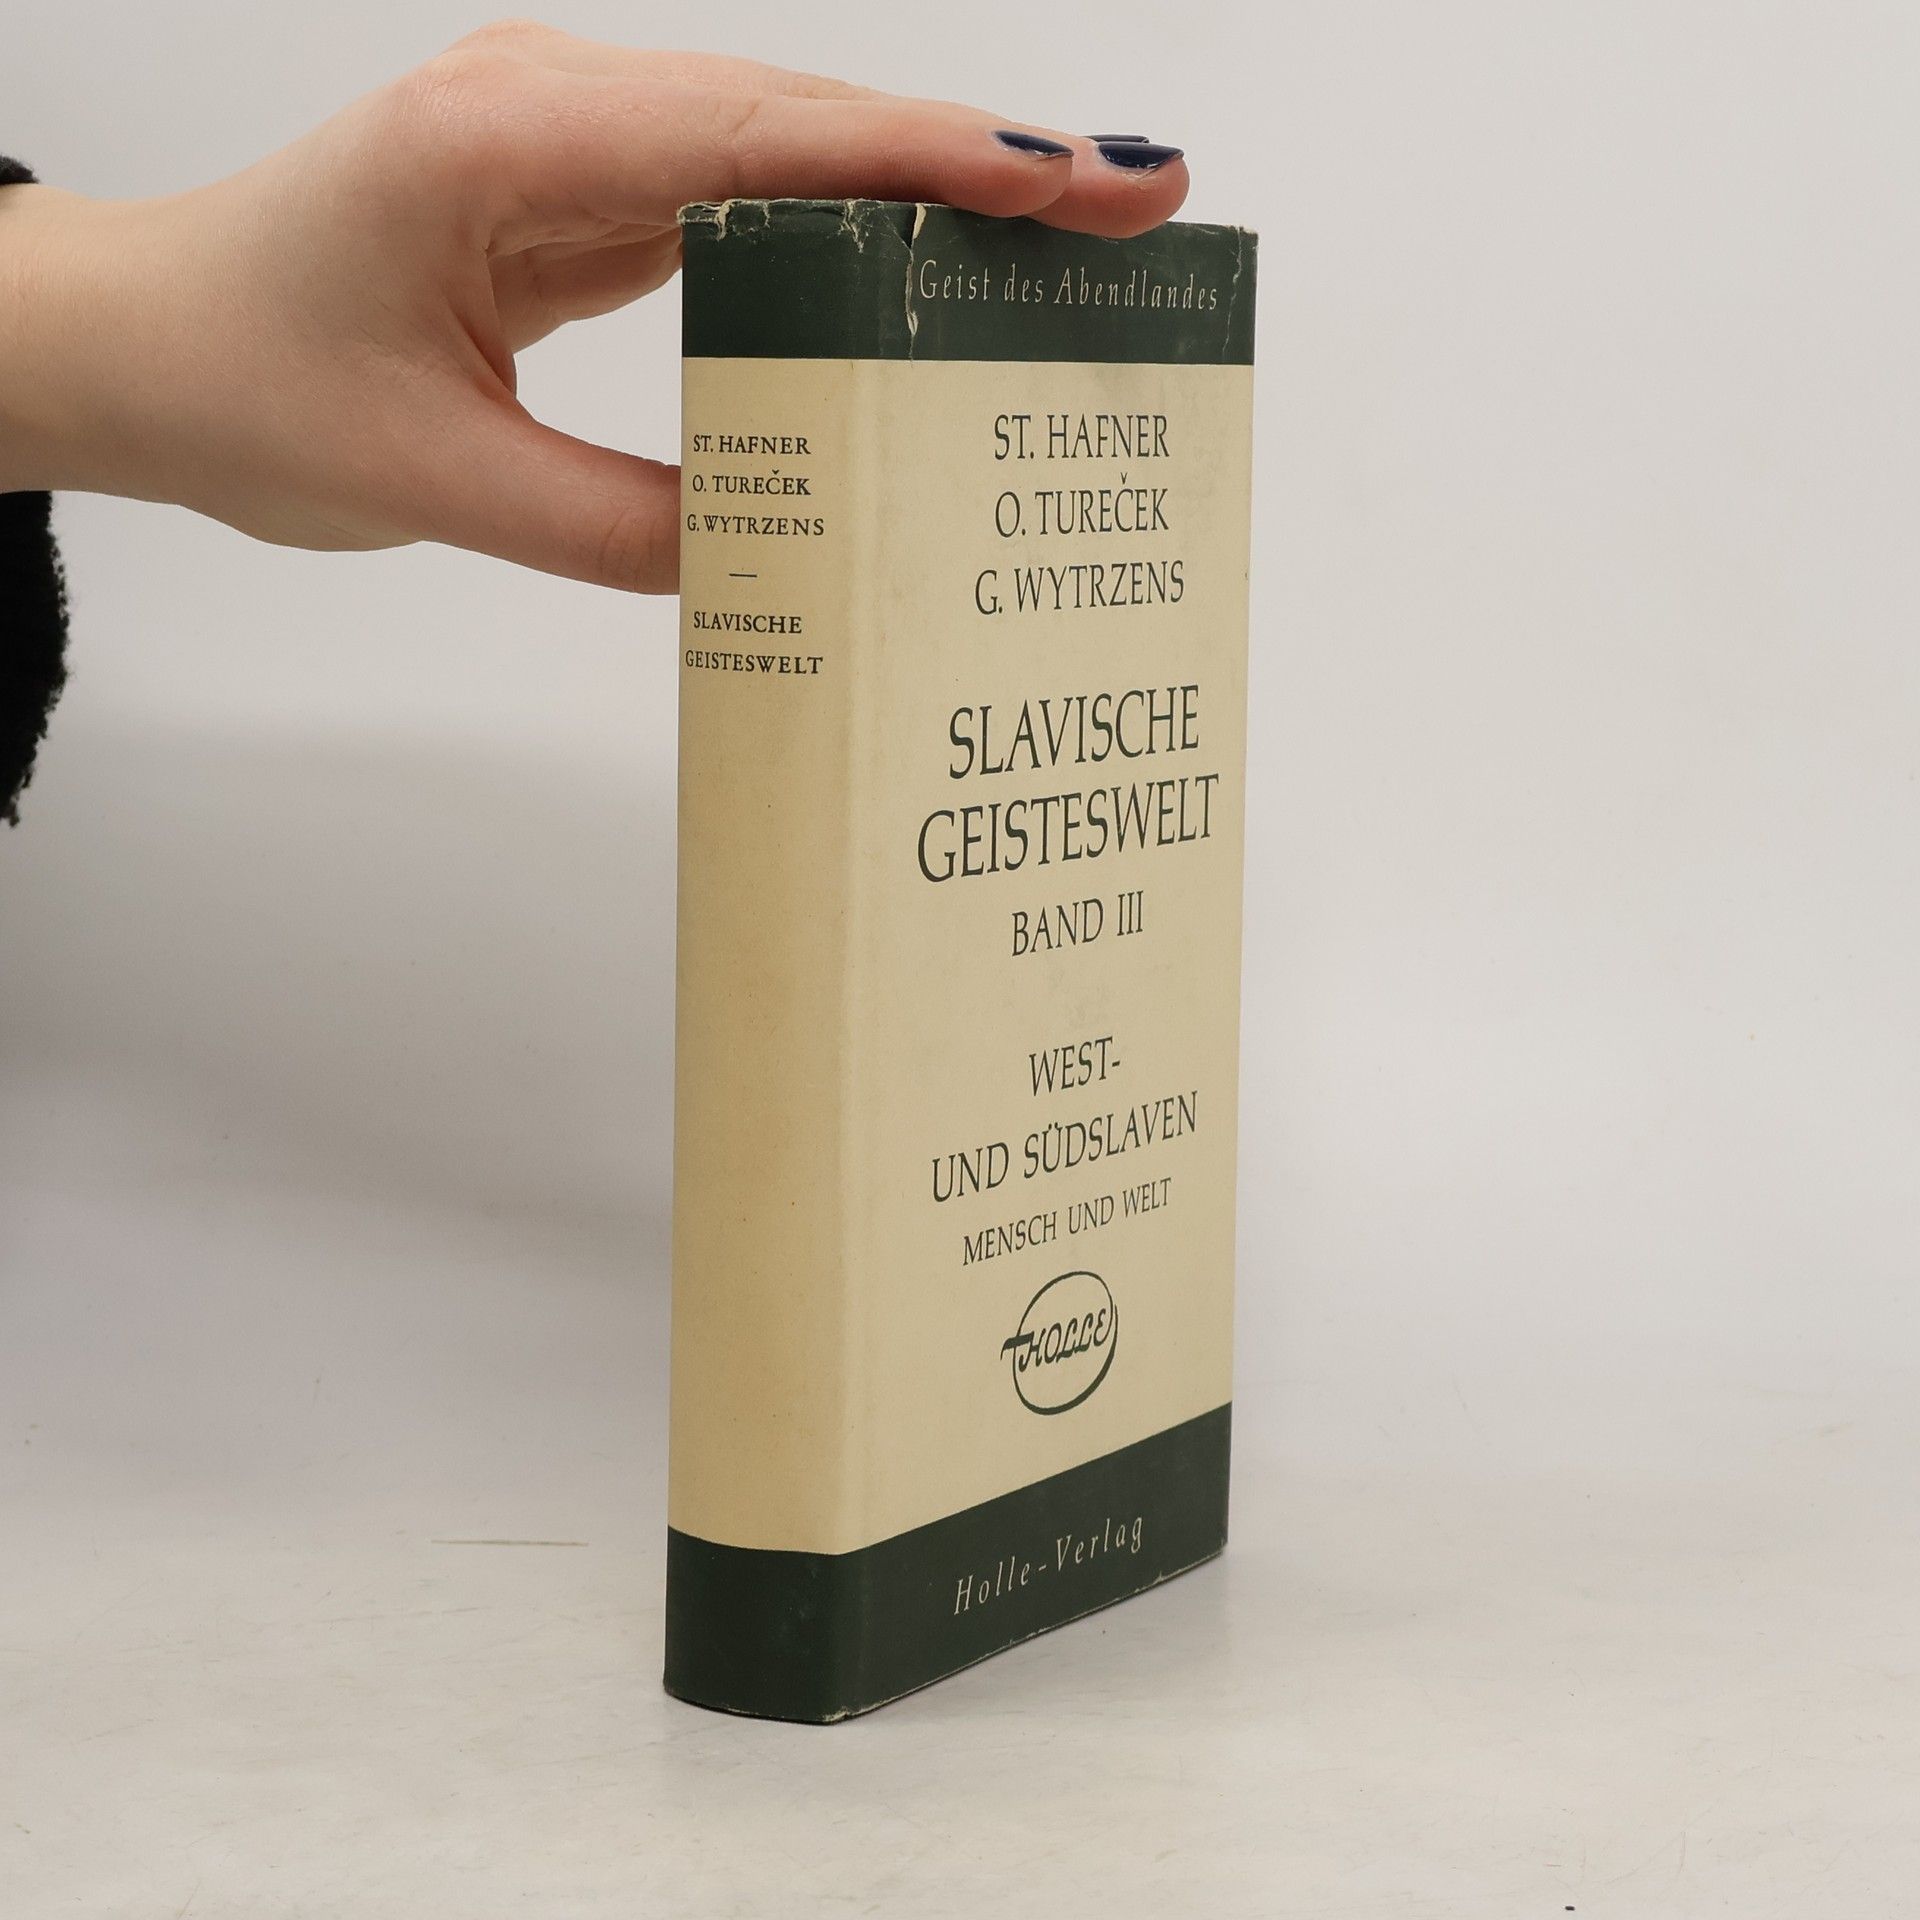 ST. HAFNER
O. TUREČEK
G. WYTRZENS
SLAVISCHE
GEISTESWELT
Geist des Abendlandes
ST. HAFNER
O. TUREČEK
G. WYTRZENS
SLAVISCHE
GEISTESWELT
BAND III
WEST-
UND SÜDSLAVEN
MENSCH UND WELT
HOLLE
Holle-Verlag